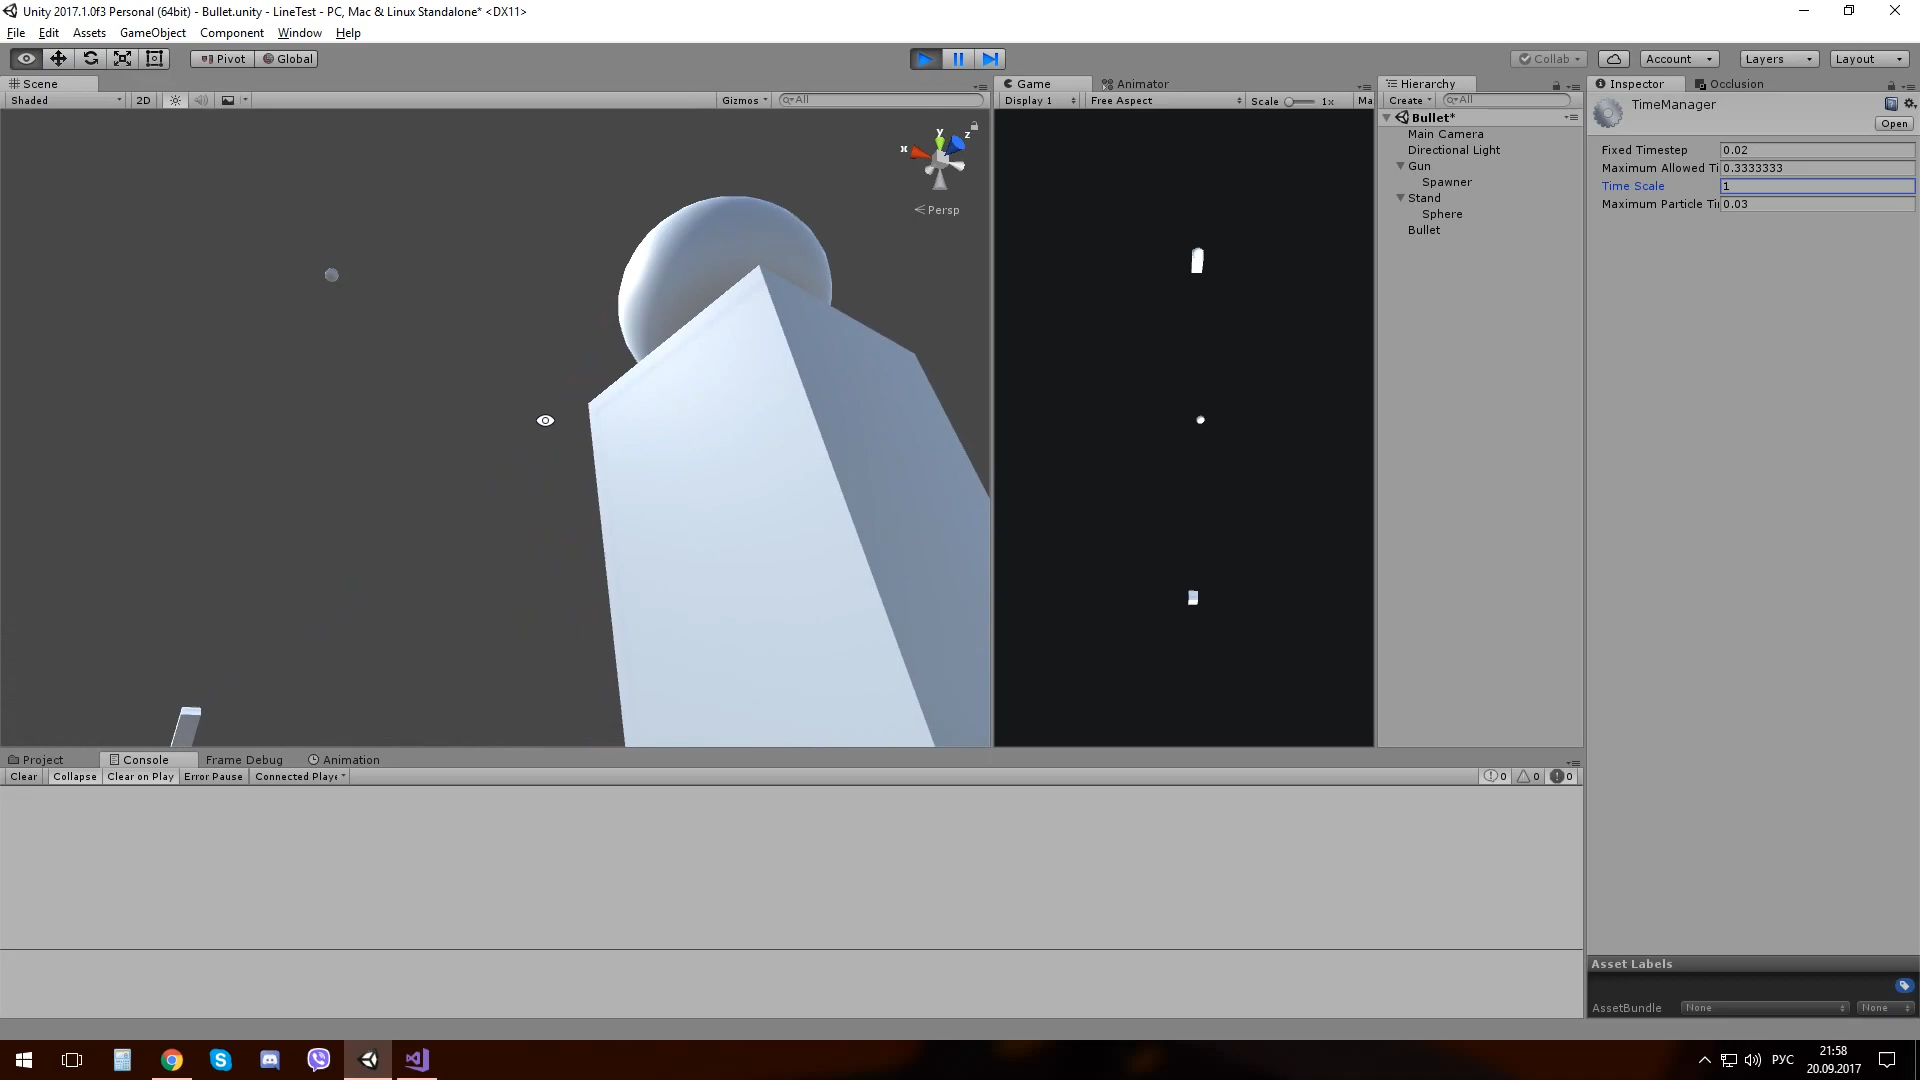 Unity 2017.1.0f3 Personal (64bit) - Bullet.unity - LineTest - PC, Mac & Linux Standalone* <DX11>
File Edit Assets GameObject Component Window Help
Pivot Global Collab Account Layers Layout
Scene Game Animator Hierarchy Inspector Occlusion
Shaded 2D Gizmos All Display 1 Free Aspect Scale 1x Ma Create All
TimeManager
Open
Bullet*
Main Camera
Directional Light
Gun
Spawner
Stand
Sphere
Bullet
Fixed Timestep 0.02
Maximum Allowed Ti 0.3333333
Time Scale 1
Maximum Particle Ti 0.03
y
x z
Persp
Project Console Frame Debug Animation
Clear Collapse Clear on Play Error Pause Connected Playe 0 0 0
Asset Labels
AssetBundle None None
РУС 21:58
20.09.2017